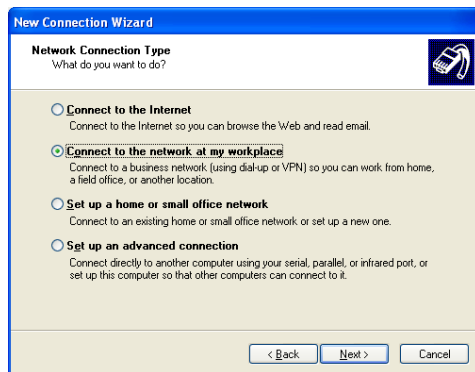 New Connection Wizard
Network Connection Type
What do you want to do?
Connect to the Internet
Connect to the Internet so you can browse the Web and read email.
Connect to the network at my workplace
Connect to a business network (using dial-up or VPN) so you can work from home,
a field office, or another location.
Set up a home or small office network
Connect to an existing home or small office network or set up a new one.
Set up an advanced connection
Connect directly to another computer using your serial, parallel, or infrared port, or
set up this computer so that other computers can connect to it.
< Back Next > Cancel